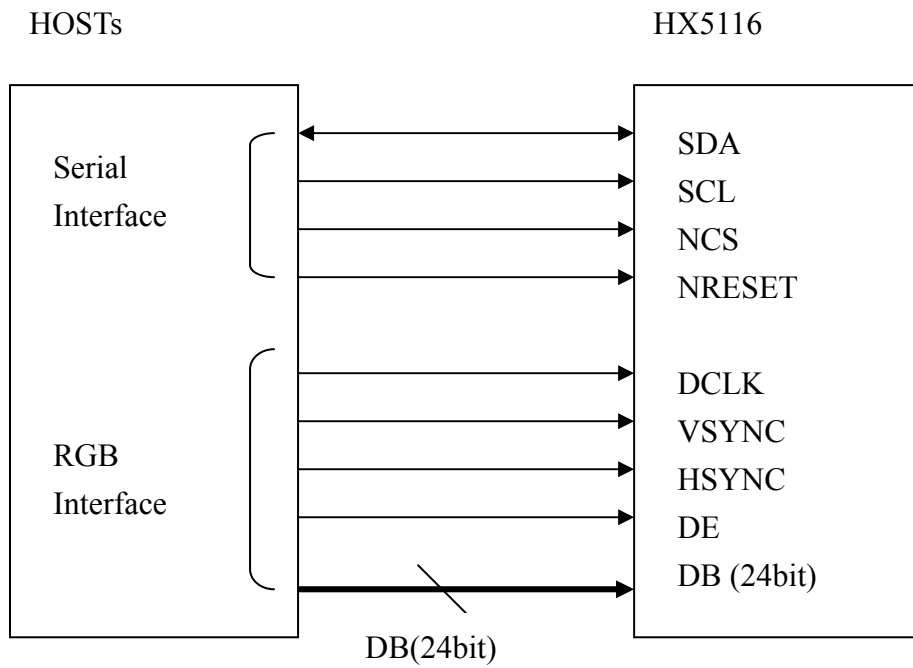 HOSTs
HX5116
Serial
Interface
SDA
SCL
NCS
NRESET
RGB
Interface
DCLK
VSYNC
HSYNC
DE
DB (24bit)
DB(24bit)